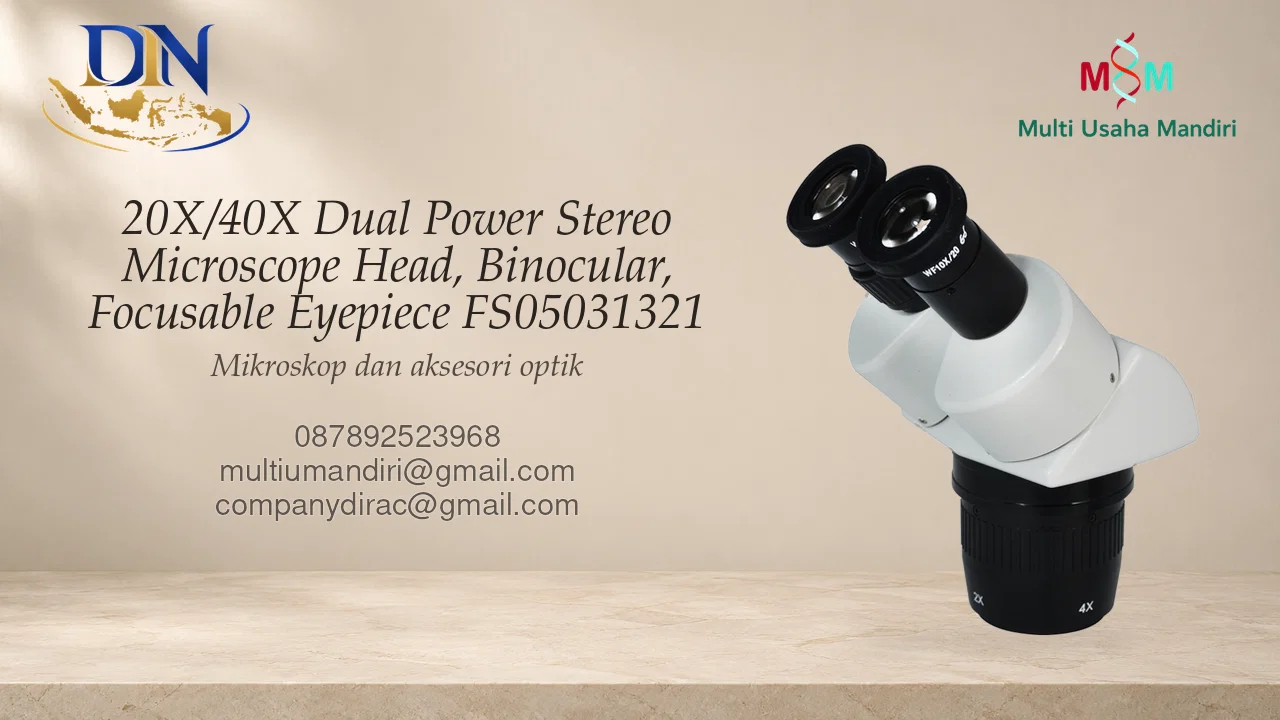 DN
M M
Multi Usaha Mandiri
20X/40X Dual Power Stereo
Microscope Head, Binocular,
Focusable Eyepiece FS05031321
Mikroskop dan aksesori optik
087892523968
multiumandiri@gmail.com
companydirac@gmail.com
WF10X/20
2X
4X